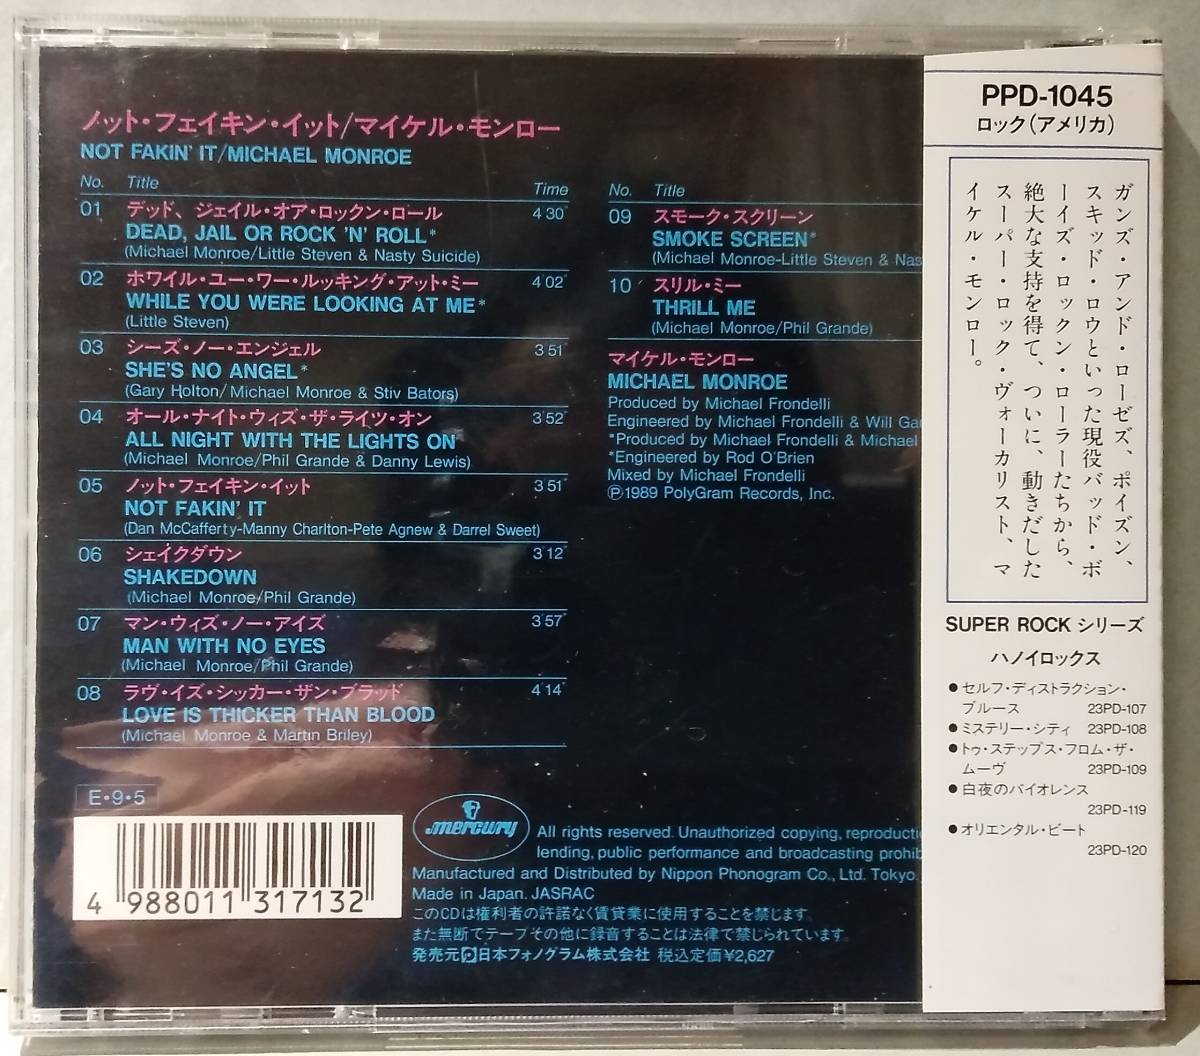 ノット・フェイキン・イット/マイケル・モンロー
NOT FAKIN' IT/MICHAEL MONROE
No. Title Time
01 デッド、ジェイル・オア・ロックン・ロール 4'30"
DEAD, JAIL OR ROCK 'N' ROLL*
(Michael Monroe/Little Steven & Nasty Suicide)
02 ホワイル・ユー・ワー・ルッキング・アット・ミー 4'02"
WHILE YOU WERE LOOKING AT ME*
(Little Steven)
03 シーズ・ノー・エンジェル 3'51"
SHE'S NO ANGEL*
(Gary Holton/Michael Monroe & Stiv Bators)
04 オール・ナイト・ウィズ・ザ・ライツ・オン 3'52"
ALL NIGHT WITH THE LIGHTS ON
(Michael Monroe/Phil Grande & Danny Lewis)
05 ノット・フェイキン・イット 3'51"
NOT FAKIN' IT
(Dan McCafferty-Manny Charlton-Pete Agnew & Darrel Sweet)
06 シェイクダウン 3'12"
SHAKEDOWN
(Michael Monroe/Phil Grande)
07 マン・ウィズ・ノー・アイズ 3'57"
MAN WITH NO EYES
(Michael Monroe/Phil Grande)
08 ラヴ・イズ・シッカー・ザン・ブラッド 4'14"
LOVE IS THICKER THAN BLOOD
(Michael Monroe & Martin Briley)
No. Title
09 スモーク・スクリーン
SMOKE SCREEN*
(Michael Monroe-Little Steven & Nas
10 スリル・ミー
THRILL ME
(Michael Monroe/Phil Grande)
マイケル・モンロー
MICHAEL MONROE
Produced by Michael Frondelli
Engineered by Michael Frondelli & Will Ga
*Produced by Michael Frondelli & Michael
*Engineered by Rod O'Brien
Mixed by Michael Frondelli
Ⓟ1989 PolyGram Records, Inc.
E・9・5
4 988011 317132
mercury
All rights reserved. Unauthorized copying, reproducti
lending, public performance and broadcasting prohib
Manufactured and Distributed by Nippon Phonogram Co., Ltd. Tokyo.
Made in Japan. JASRAC
このCDは権利者の許諾なく賃貸業に使用することを禁じます。
また無断でテープその他に録音することは法律で禁じられています。
発売元 日本フォノグラム株式会社 税込定価¥2,627
PPD-1045
ロック(アメリカ)
ガンズ・アンド・ローゼズ、ポイズン、
スキッド・ロウといった現役バッド・ボ
ーイズ・ロックン・ローラーたちから、
絶大な支持を得て、ついに、動きだした
スーパー・ロック・ヴォーカリスト、マ
イケル・モンロー。
SUPER ROCK シリーズ
ハノイロックス
●セルフ・ディストラクション・
ブルース 23PD-107
●ミステリー・シティ 23PD-108
●トゥ・ステップス・フロム・ザ・
ムーヴ 23PD-109
●白夜のバイオレンス
23PD-119
●オリエンタル・ビート
23PD-120